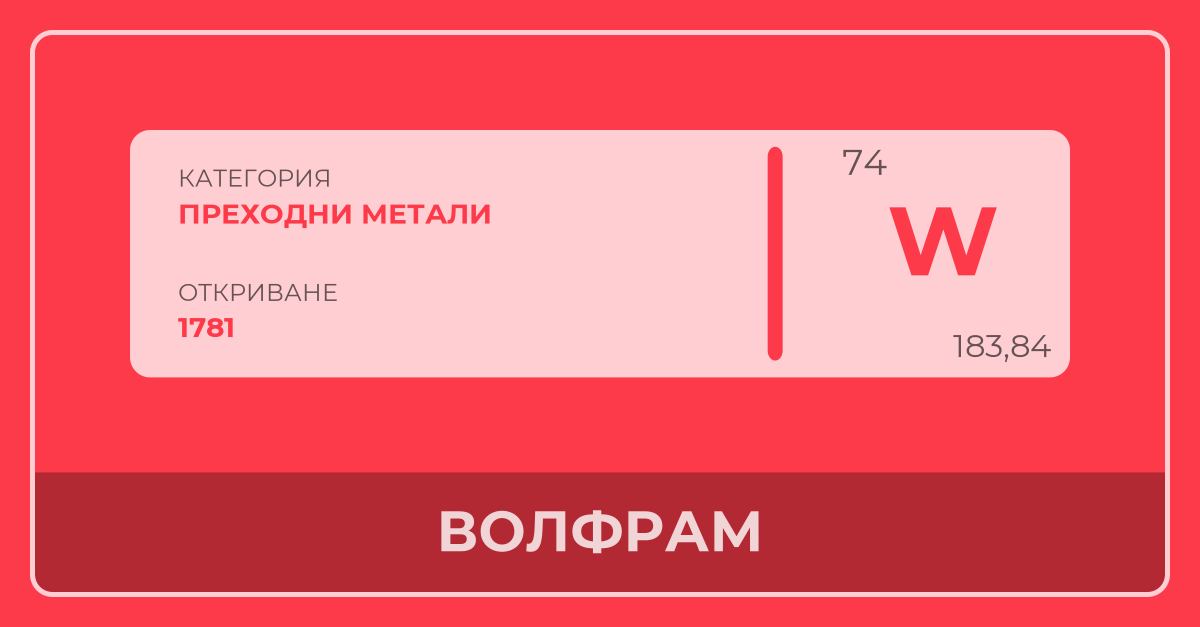 КАТЕГОРИЯ
ПРЕХОДНИ МЕТАЛИ
ОТКРИВАНЕ
1781
74
W
183,84
ВОЛФРАМ